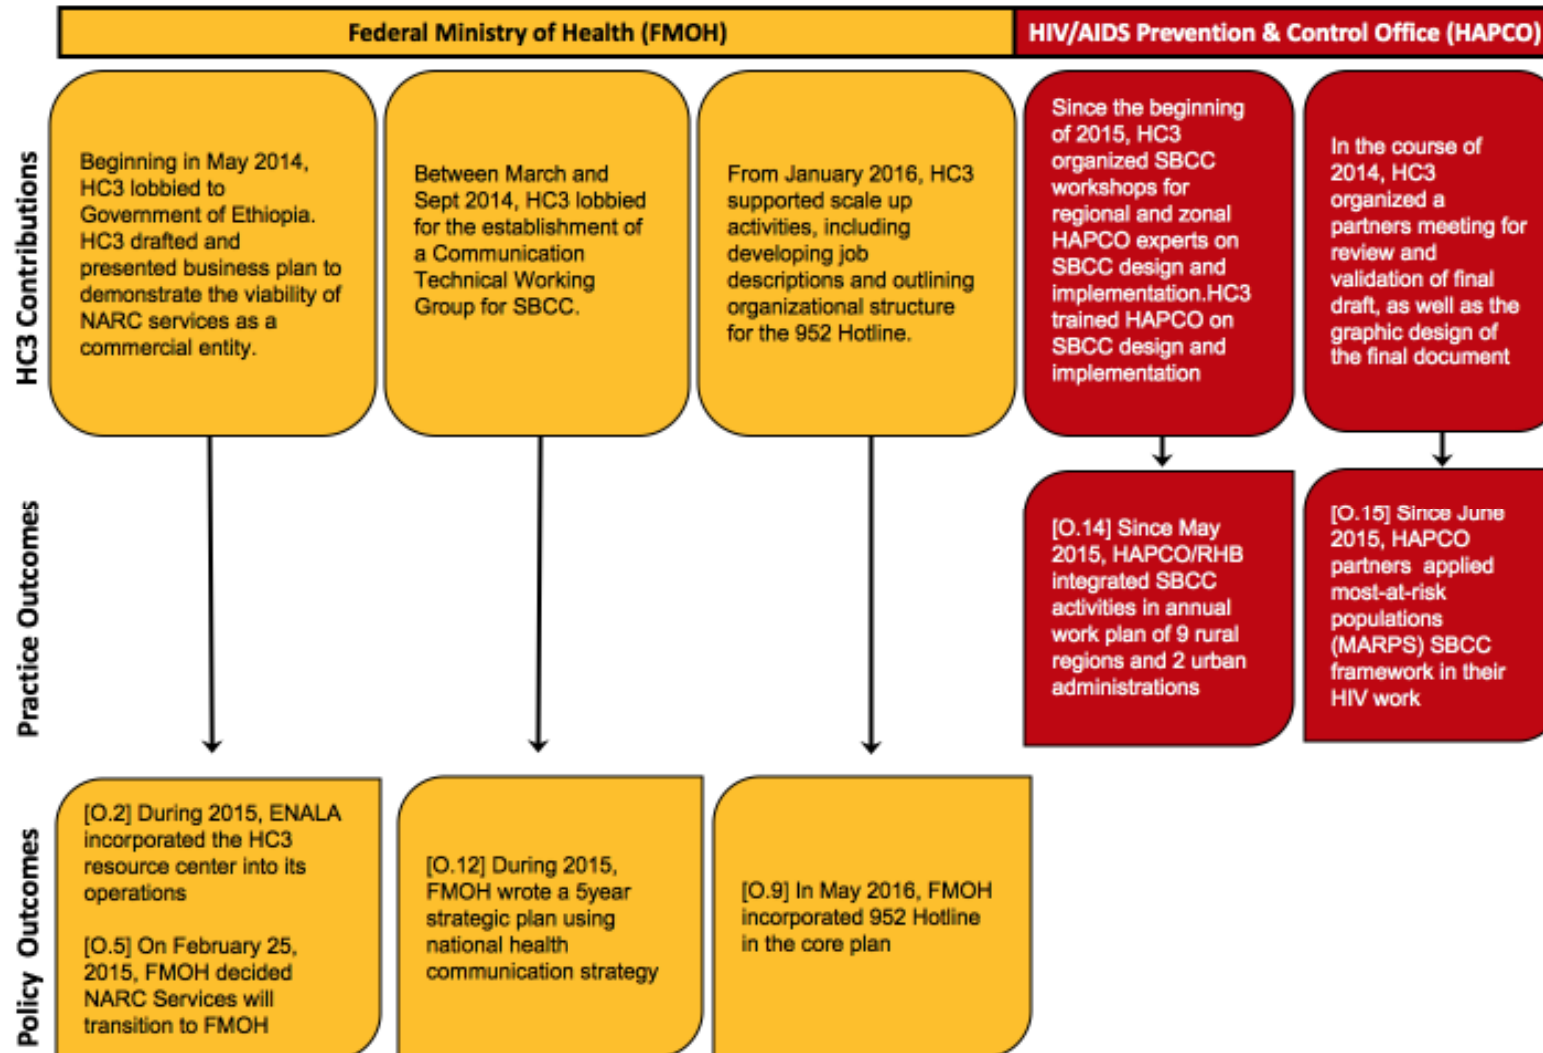 Federal Ministry of Health (FMOH)
HIV/AIDS Prevention & Control Office (HAPCO)
HC3 Contributions
Beginning in May 2014,
HC3 lobbied to
Government of Ethiopia.
HC3 drafted and
presented business plan to
demonstrate the viability of
NARC services as a
commercial entity.
Between March and
Sept 2014, HC3 lobbied
for the establishment of
a Communication
Technical Working
Group for SBCC.
From January 2016, HC3
supported scale up
activities, including
developing job
descriptions and outlining
organizational structure
for the 952 Hotline.
Since the beginning
of 2015, HC3
organized SBCC
workshops for
regional and zonal
HAPCO experts on
SBCC design and
implementation.HC3
trained HAPCO on
SBCC design and
implementation
In the course of
2014, HC3
organized a
partners meeting for
review and
validation of final
draft, as well as the
graphic design of
the final document
Practice Outcomes
[O.14] Since May
2015, HAPCO/RHB
integrated SBCC
activities in annual
work plan of 9 rural
regions and 2 urban
administrations
[O.15] Since June
2015, HAPCO
partners applied
most-at-risk
populations
(MARPS) SBCC
framework in their
HIV work
Policy Outcomes
[O.2] During 2015, ENALA
incorporated the HC3
resource center into its
operations
[O.5] On February 25,
2015, FMOH decided
NARC Services will
transition to FMOH
[O.12] During 2015,
FMOH wrote a 5year
strategic plan using
national health
communication strategy
[O.9] In May 2016, FMOH
incorporated 952 Hotline
in the core plan